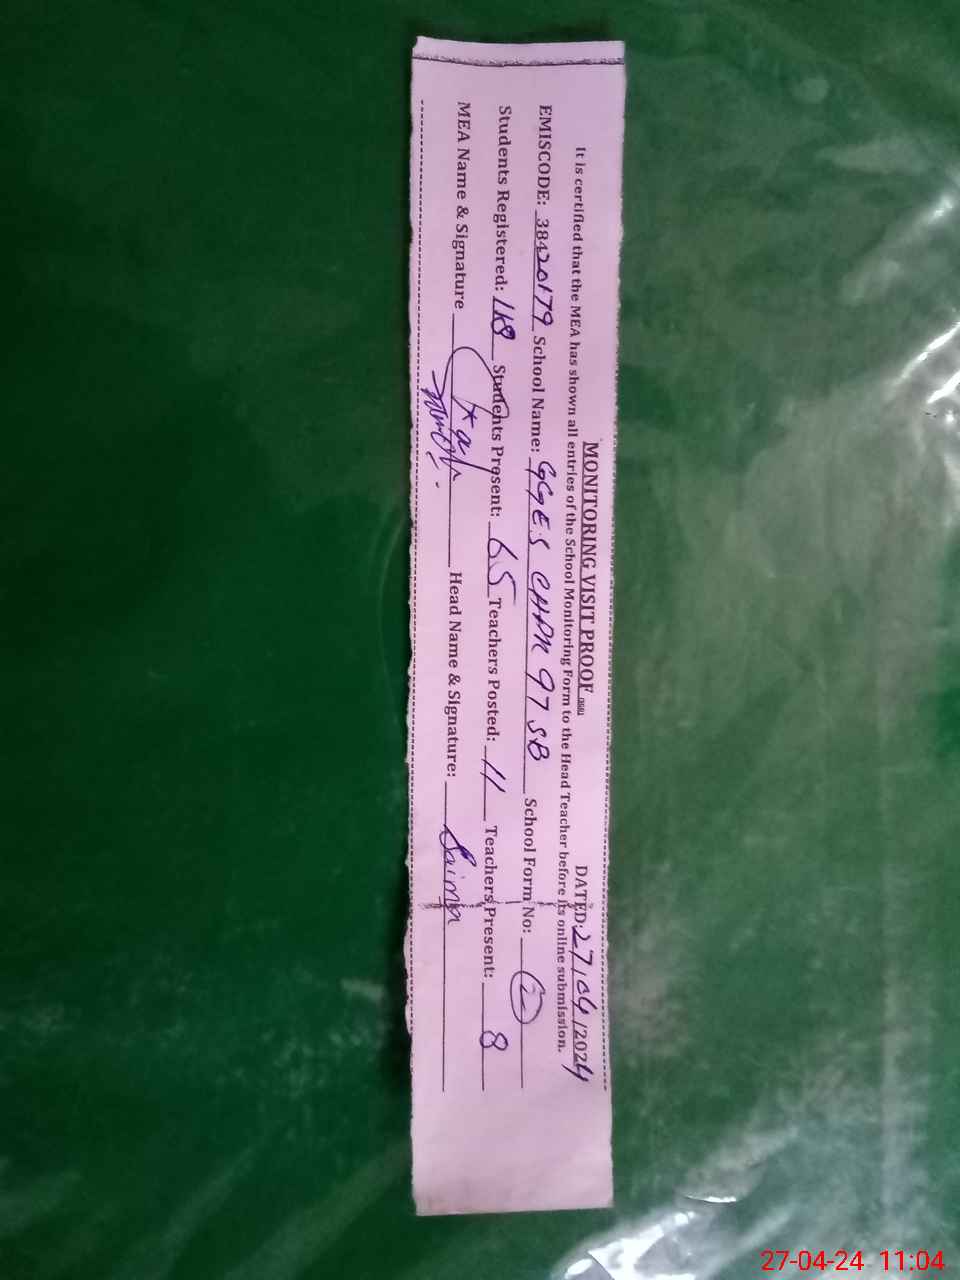 MONITORING VISIT PROOF
DATED: 27/04/2024
It is certified that the MEA has shown all entries of the School Monitoring Form to the Head Teacher before its online submission.
EMISCODE: 38420179 School Name: GGES CHAK 97 SB School Form No: 2
Students Registered: Students Present: 65 Teachers Posted: 11 Teachers Present: 8
MEA Name & Signature Head Name & Signature: Saima
27-04-24 11:04